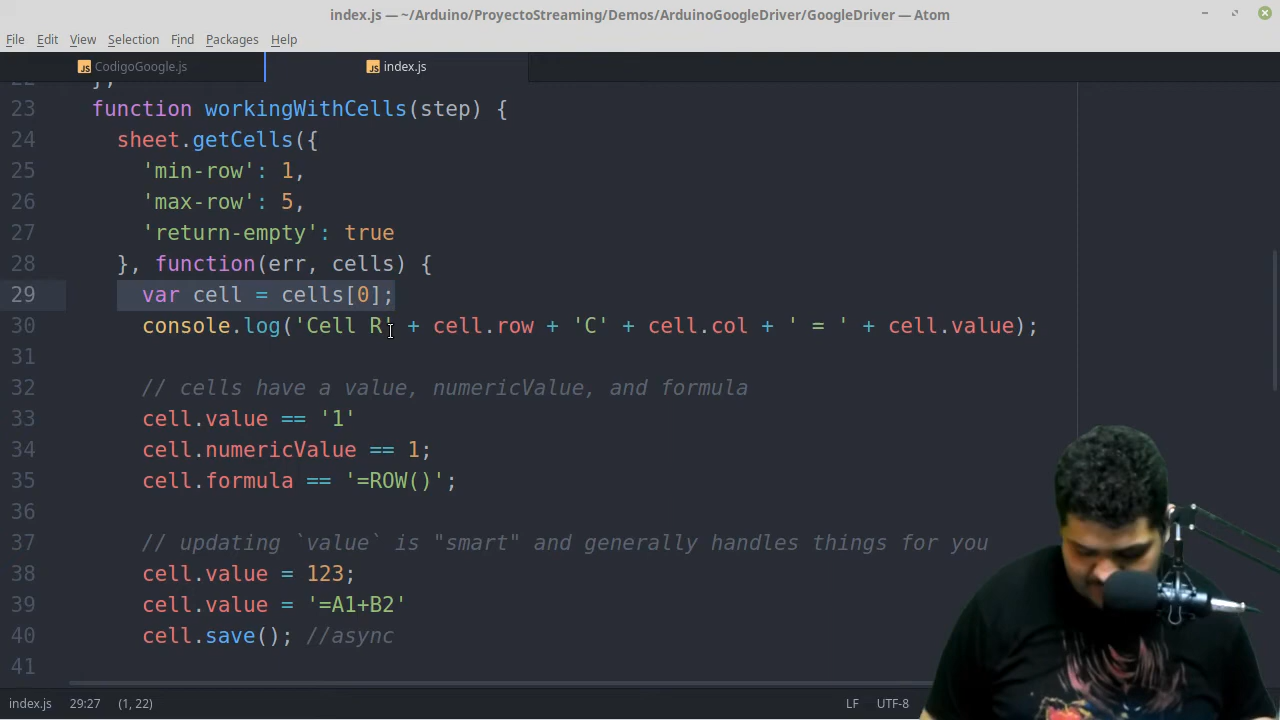 index.js — ~/Arduino/ProyectoStreaming/Demos/ArduinoGoogleDriver/GoogleDriver — Atom
File Edit View Selection Find Packages Help
CodigoGoogle.js index.js
23 function workingWithCells(step) {
24 sheet.getCells({
25 'min-row': 1,
26 'max-row': 5,
27 'return-empty': true
28 }, function(err, cells) {
29 var cell = cells[0];
30 console.log('Cell R' + cell.row + 'C' + cell.col + ' = ' + cell.value);
31
32 // cells have a value, numericValue, and formula
33 cell.value == '1'
34 cell.numericValue == 1;
35 cell.formula == '=ROW()';
36
37 // updating `value` is "smart" and generally handles things for you
38 cell.value = 123;
39 cell.value = '=A1+B2'
40 cell.save(); //async
41
index.js 29:27 (1, 22) LF UTF-8